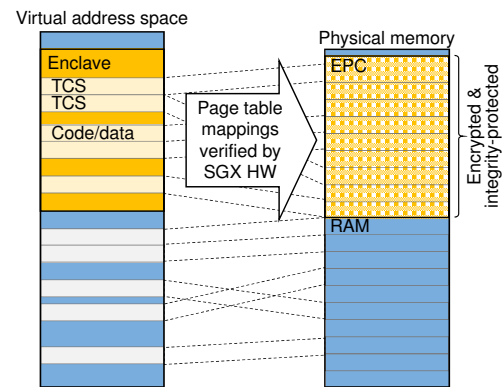 Virtual address space
Physical memory
Enclave
TCS
TCS
Code/data
Page table
mappings
verified by
SGX HW
EPC
RAM
Encrypted &
integrity-protected